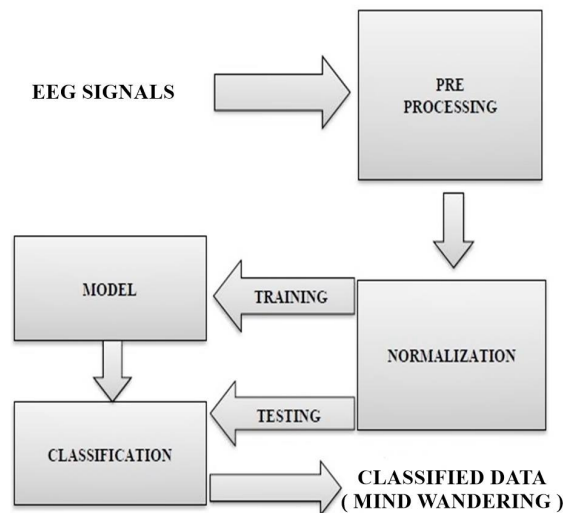 EEG SIGNALS
PRE
PROCESSING
MODEL
TRAINING
NORMALIZATION
TESTING
CLASSIFICATION
CLASSIFIED DATA
( MIND WANDERING )